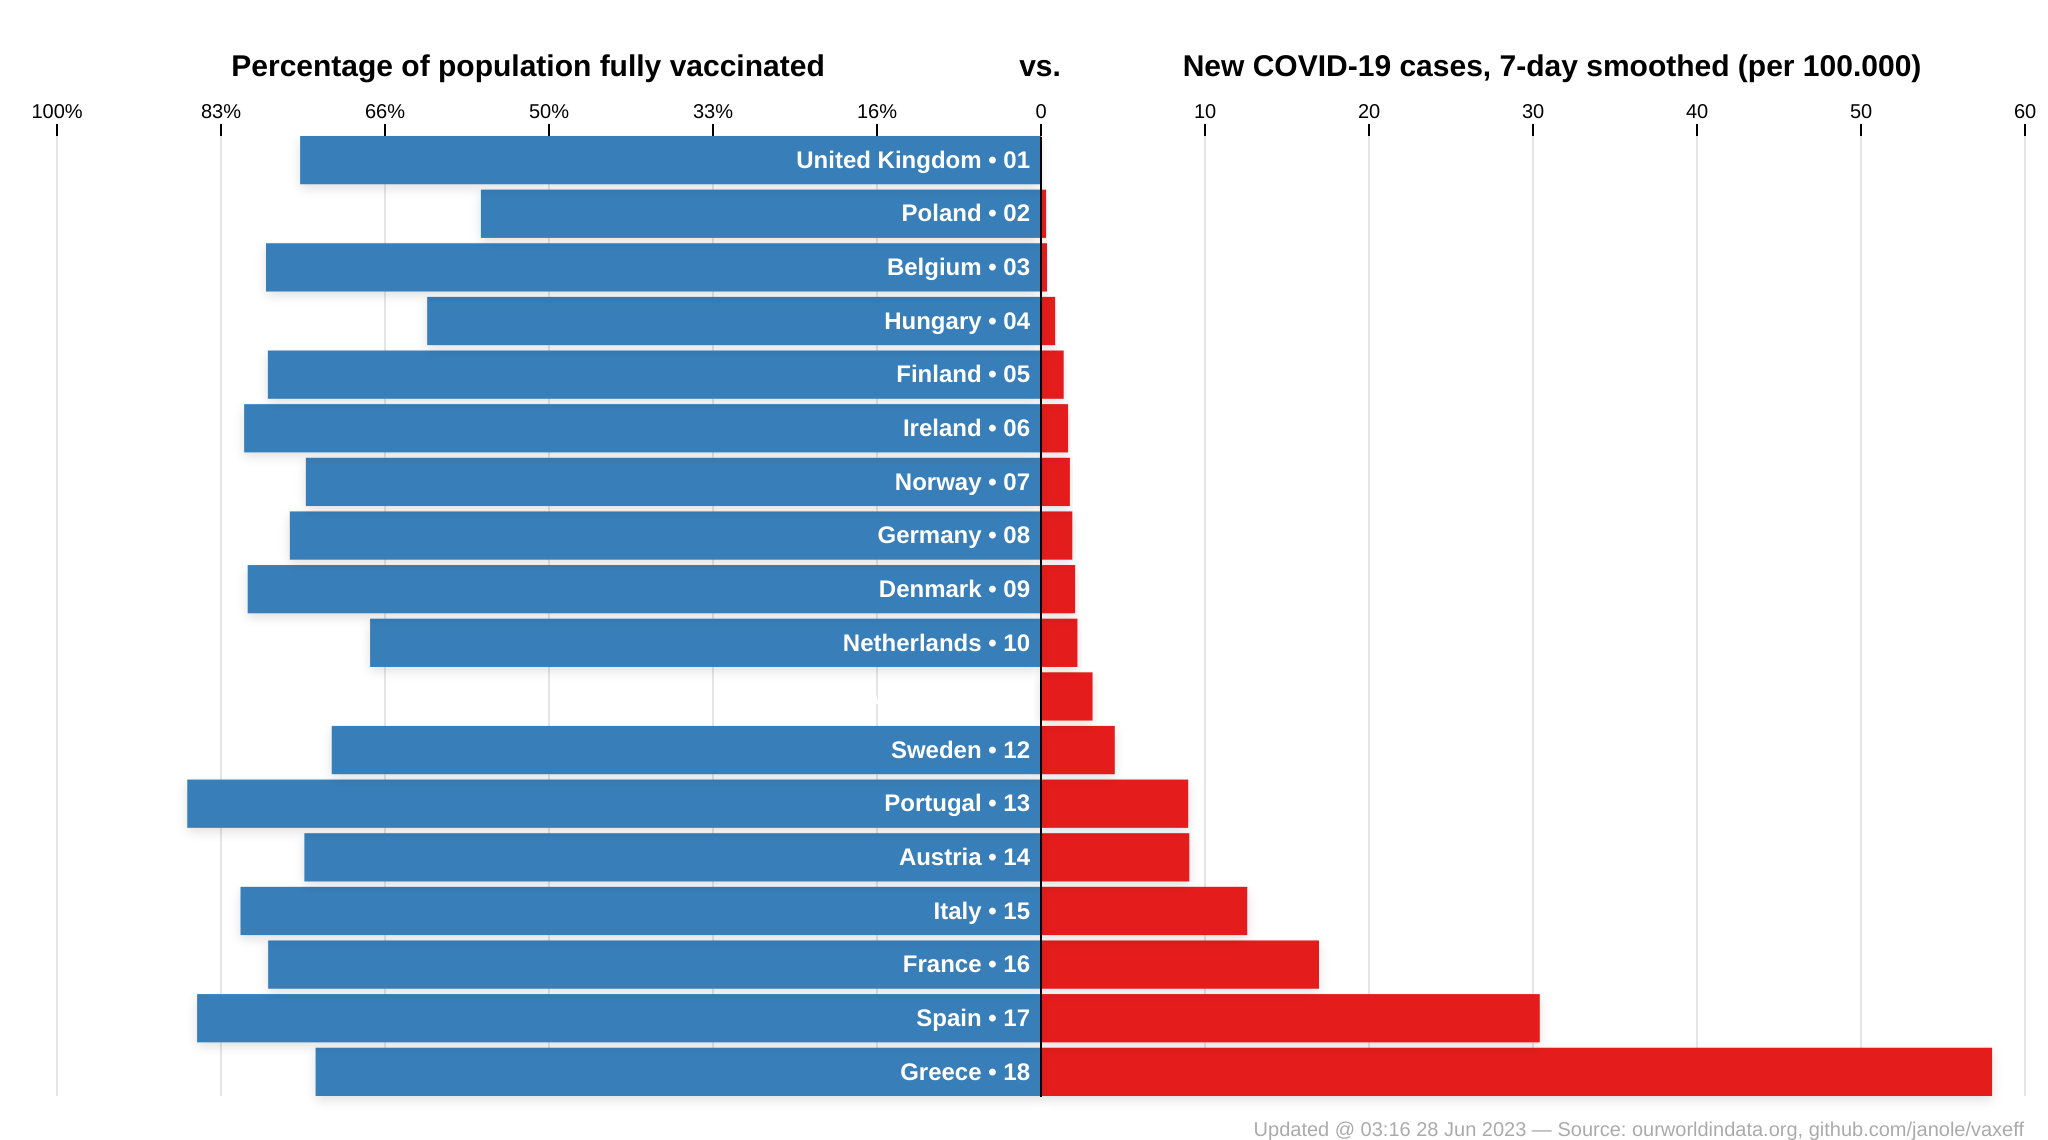 Percentage of population fully vaccinated vs. New COVID-19 cases, 7-day smoothed (per 100.000)
100% 83% 66% 50% 33% 16% 0 10 20 30 40 50 60
United Kingdom • 01
Poland • 02
Belgium • 03
Hungary • 04
Finland • 05
Ireland • 06
Norway • 07
Germany • 08
Denmark • 09
Netherlands • 10
Sweden • 12
Portugal • 13
Austria • 14
Italy • 15
France • 16
Spain • 17
Greece • 18
Updated @ 03:16 28 Jun 2023 — Source: ourworldindata.org, github.com/janole/vaxeff